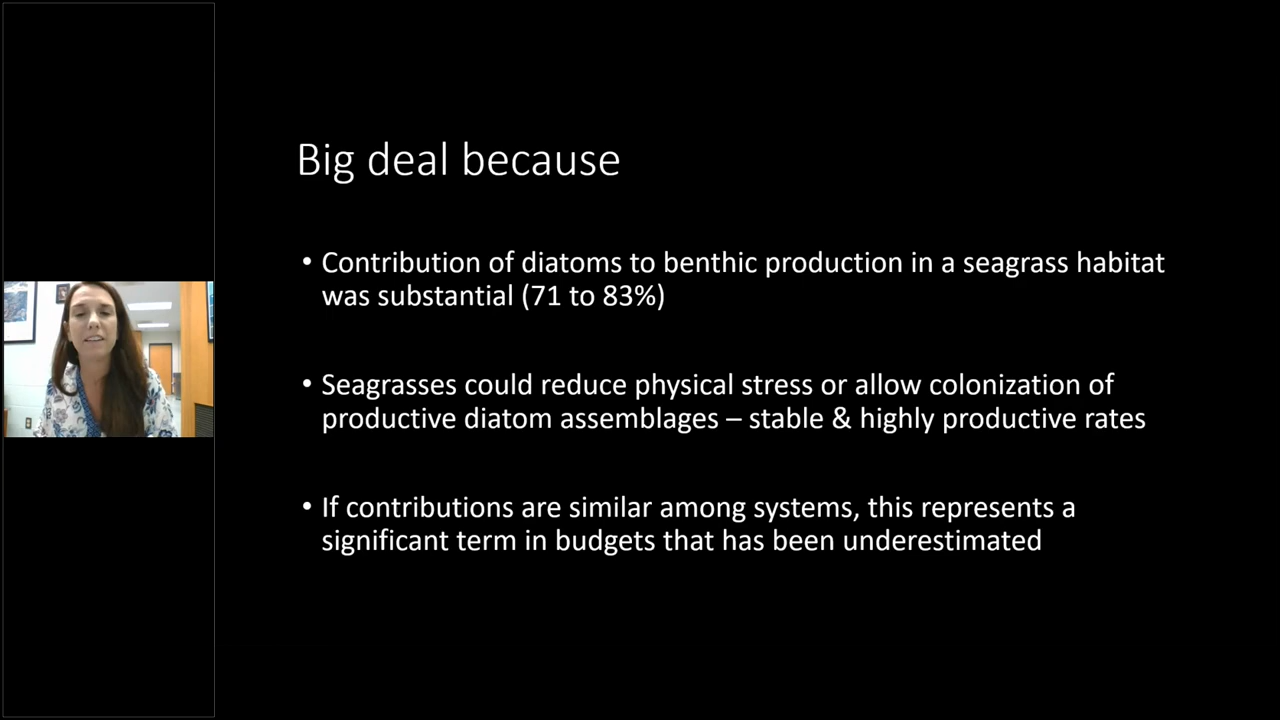 Big deal because
• Contribution of diatoms to benthic production in a seagrass habitat
was substantial (71 to 83%)
• Seagrasses could reduce physical stress or allow colonization of
productive diatom assemblages – stable & highly productive rates
• If contributions are similar among systems, this represents a
significant term in budgets that has been underestimated